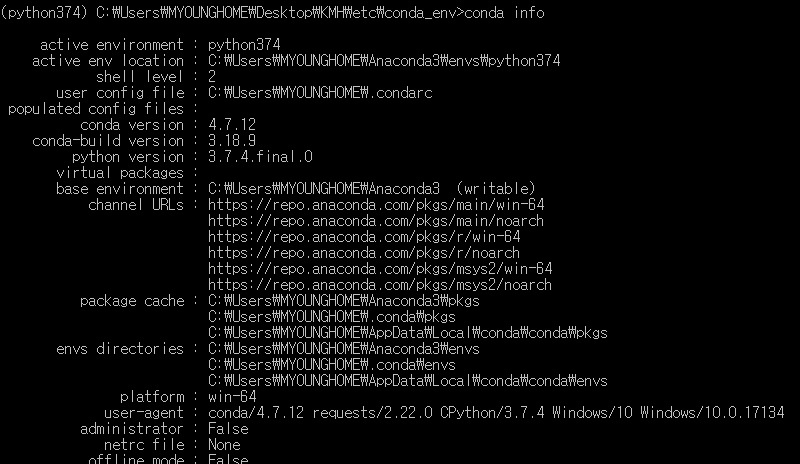 (python374) C:₩Users₩MYOUNGHOME₩Desktop₩KMH₩etc₩conda_env>conda info
active environment : python374
active env location : C:₩Users₩MYOUNGHOME₩Anaconda3₩envs₩python374
shell level : 2
user config file : C:₩Users₩MYOUNGHOME₩.condarc
populated config files :
conda version : 4.7.12
conda-build version : 3.18.9
python version : 3.7.4.final.0
virtual packages :
base environment : C:₩Users₩MYOUNGHOME₩Anaconda3  (writable)
channel URLs : https://repo.anaconda.com/pkgs/main/win-64
https://repo.anaconda.com/pkgs/main/noarch
https://repo.anaconda.com/pkgs/r/win-64
https://repo.anaconda.com/pkgs/r/noarch
https://repo.anaconda.com/pkgs/msys2/win-64
https://repo.anaconda.com/pkgs/msys2/noarch
package cache : C:₩Users₩MYOUNGHOME₩Anaconda3₩pkgs
C:₩Users₩MYOUNGHOME₩.conda₩pkgs
C:₩Users₩MYOUNGHOME₩AppData₩Local₩conda₩conda₩pkgs
envs directories : C:₩Users₩MYOUNGHOME₩Anaconda3₩envs
C:₩Users₩MYOUNGHOME₩.conda₩envs
C:₩Users₩MYOUNGHOME₩AppData₩Local₩conda₩conda₩envs
platform : win-64
user-agent : conda/4.7.12 requests/2.22.0 CPython/3.7.4 Windows/10 Windows/10.0.17134
administrator : False
netrc file : None
offline mode : False